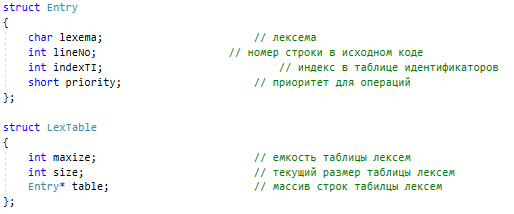 struct Entry
{
char lexema; // лексема
int lineNo; // номер строки в исходном коде
int indexTI; // индекс в таблице идентификаторов
short priority; // приоритет для операций
};
struct LexTable
{
int maxize; // емкость таблицы лексем
int size; // текущий размер таблицы лексем
Entry* table; // массив строк табилцы лексем
};